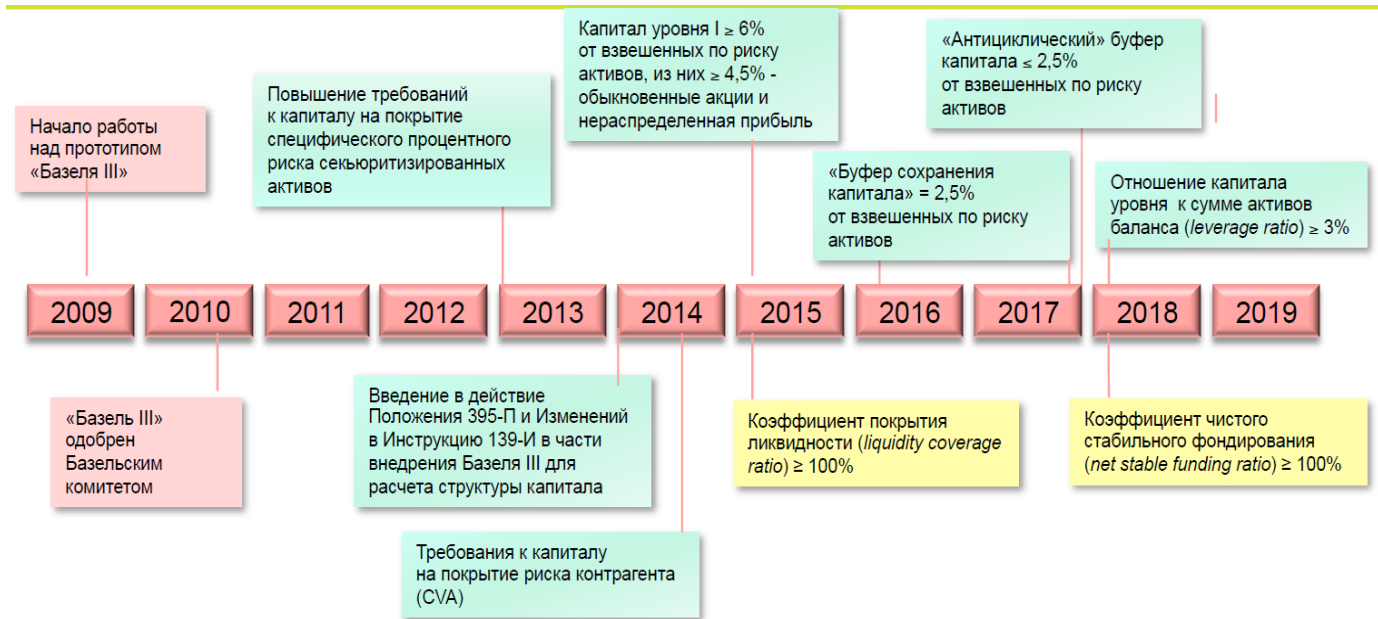 Начало работы
над прототипом
«Базеля III»
Повышение требований
к капиталу на покрытие
специфического процентного
риска секьюритизированных
активов
Капитал уровня I ≥ 6%
от взвешенных по риску
активов, из них ≥ 4,5% -
обыкновенные акции и
нераспределенная прибыль
«Буфер сохранения
капитала» = 2,5%
от взвешенных по риску
активов
«Антициклический» буфер
капитала ≤ 2,5%
от взвешенных по риску
активов
Отношение капитала
уровня к сумме активов
баланса (leverage ratio) ≥ 3%
2009 2010 2011 2012 2013 2014 2015 2016 2017 2018 2019
«Базель III»
одобрен
Базельским
комитетом
Введение в действие
Положения 395-П и Изменений
в Инструкцию 139-И в части
внедрения Базеля III для
расчета структуры капитала
Требования к капиталу
на покрытие риска контрагента
(CVA)
Коэффициент покрытия
ликвидности (liquidity coverage
ratio) ≥ 100%
Коэффициент чистого
стабильного фондирования
(net stable funding ratio) ≥ 100%